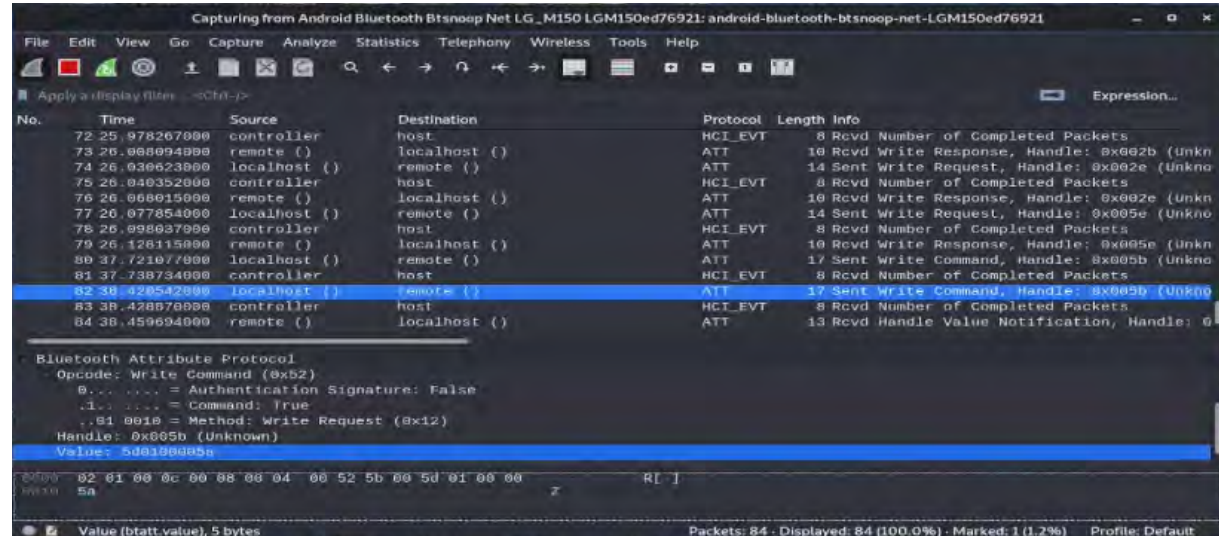 Capturing from Android Bluetooth Btsnoop Net LG_M150 LGM150ed76921: android-bluetooth-btsnoop-net-LGM150ed76921
File Edit View Go Capture Analyze Statistics Telephony Wireless Tools Help
Apply a display filter ... <Ctrl-/> Expression...
No. Time Source Destination Protocol Length Info
72 25.978267000 controller host HCI_EVT 8 Rcvd Number of Completed Packets
73 26.008094000 remote () localhost () ATT 10 Rcvd Write Response, Handle: 0x002b (Unkn
74 26.030623000 localhost () remote () ATT 14 Sent Write Request, Handle: 0x002e (Unkno
75 26.040352000 controller host HCI_EVT 8 Rcvd Number of Completed Packets
76 26.068015000 remote () localhost () ATT 10 Rcvd Write Response, Handle: 0x002e (Unkn
77 26.077854000 localhost () remote () ATT 14 Sent Write Request, Handle: 0x005e (Unkno
78 26.098037000 controller host HCI_EVT 8 Rcvd Number of Completed Packets
79 26.128115000 remote () localhost () ATT 10 Rcvd Write Response, Handle: 0x005e (Unkn
80 37.721077000 localhost () remote () ATT 17 Sent Write Command, Handle: 0x005b (Unkno
81 37.738734000 controller host HCI_EVT 8 Rcvd Number of Completed Packets
82 38.420542000 localhost () remote () ATT 17 Sent Write Command, Handle: 0x005b (Unkno
83 38.428870000 controller host HCI_EVT 8 Rcvd Number of Completed Packets
84 38.459694000 remote () localhost () ATT 13 Rcvd Handle Value Notification, Handle: 0
Bluetooth Attribute Protocol
Opcode: Write Command (0x52)
0... .... = Authentication Signature: False
.1.. .... = Command: True
..01 0010 = Method: Write Request (0x12)
Handle: 0x005b (Unknown)
Value: 5d0100005a
0000 02 01 00 0c 00 08 00 04 00 52 5b 00 5d 01 00 00 R[ ]
0010 5a z
Value (btatt.value), 5 bytes Packets: 84 · Displayed: 84 (100.0%) · Marked: 1 (1.2%) Profile: Default